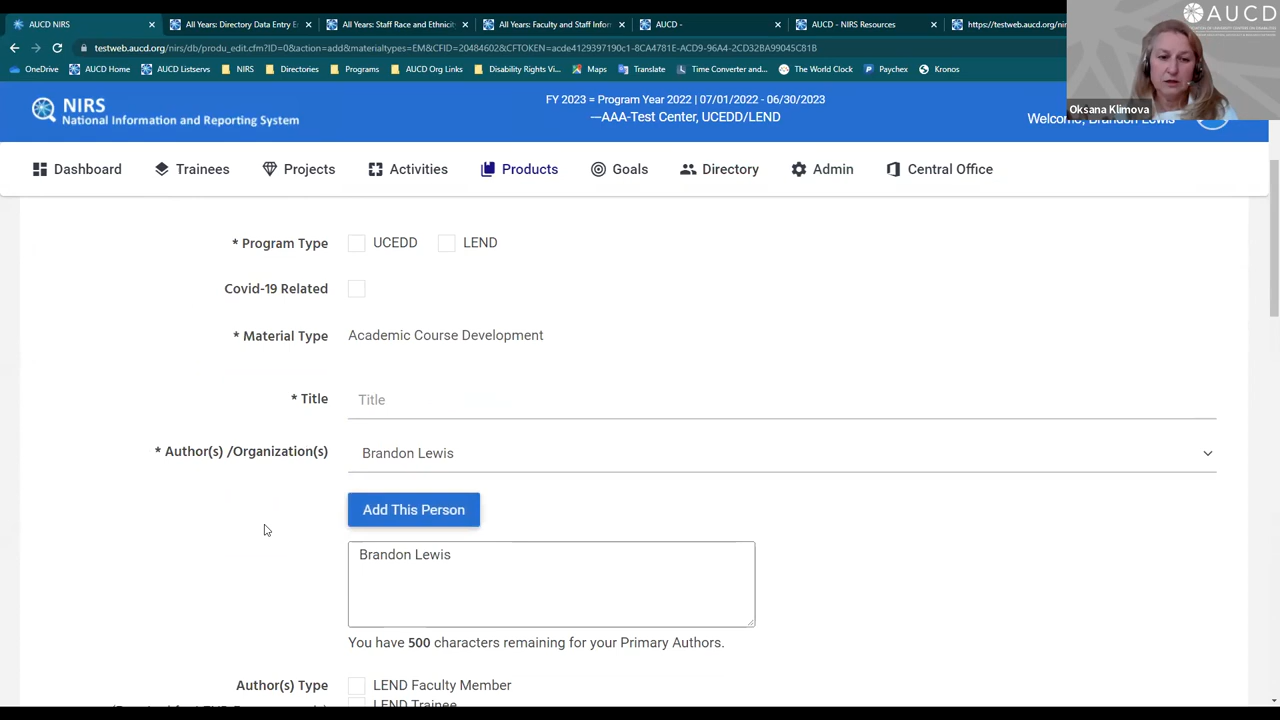 AUCD NIRS
All Years: Directory Data Entry E
All Years: Staff Race and Ethnicit
All Years: Faculty and Staff Infor
AUCD -
AUCD - NIRS Resources
https://testweb.aucd.org/nir
AUCD
testweb.aucd.org/nirs/db/produ_edit.cfm?ID=0&action=add&materialtypes=EM&CFID=20484602&CFTOKEN=acde4129397190c1-8CA4781E-ACD9-96A4-2CD32BA99045C81B
OneDrive
AUCD Home
AUCD Listservs
NIRS
Directories
Programs
AUCD Org Links
Disability Rights Vi...
Maps
Translate
Time Converter and...
The World Clock
Paychex
Kronos
Oksana Klimova
NIRS
National Information and Reporting System
FY 2023 = Program Year 2022 | 07/01/2022 - 06/30/2023
—AAA-Test Center, UCEDD/LEND
Welcome, Brandon Lewis
Dashboard
Trainees
Projects
Activities
Products
Goals
Directory
Admin
Central Office
* Program Type
UCEDD
LEND
Covid-19 Related
* Material Type
Academic Course Development
* Title
Title
* Author(s) /Organization(s)
Brandon Lewis
Add This Person
Brandon Lewis
You have 500 characters remaining for your Primary Authors.
Author(s) Type
LEND Faculty Member
LEND Trainee